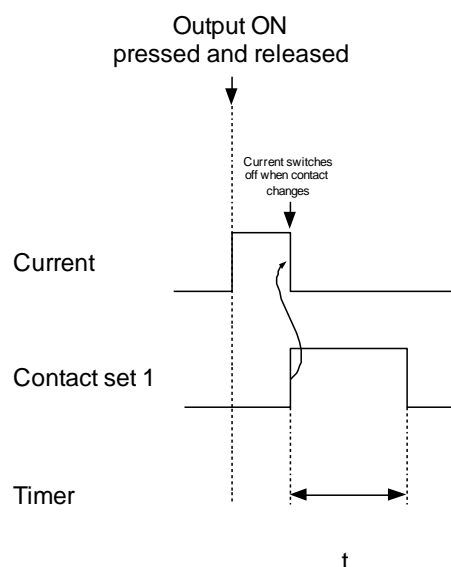 Output ON
pressed and released
Current switches
off when contact
changes
Current
Contact set 1
Timer
t